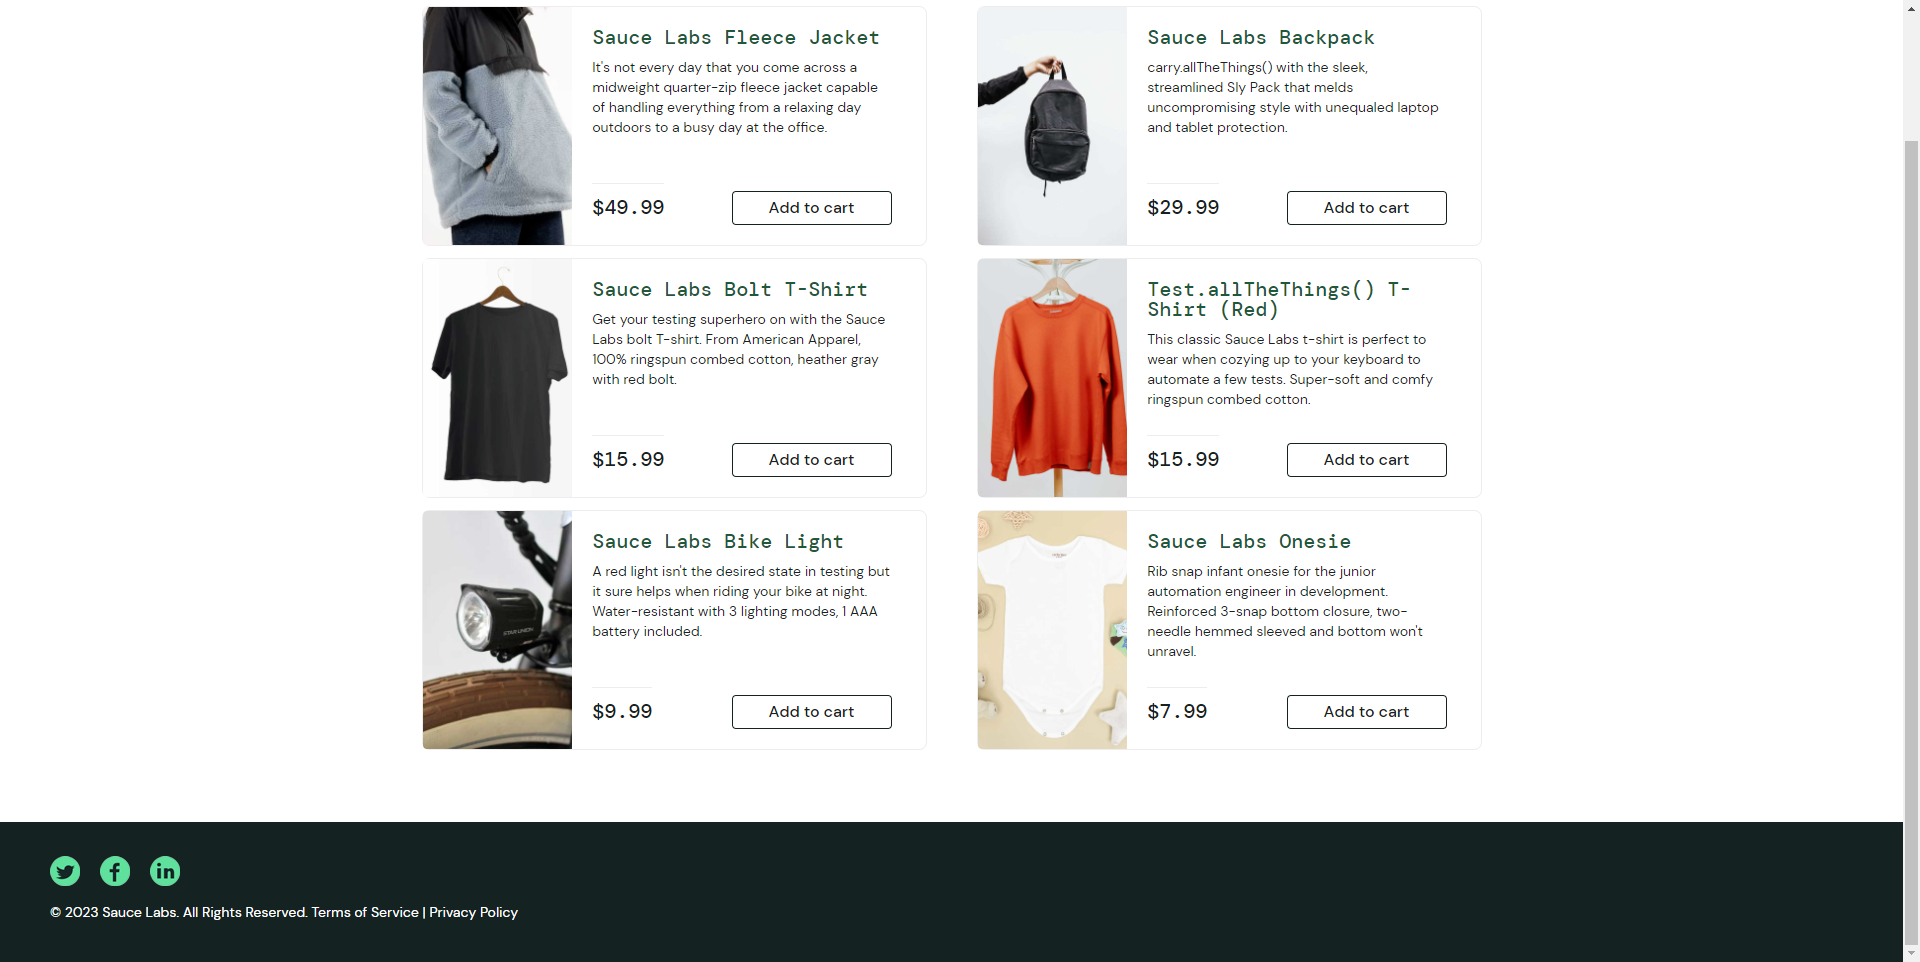 Sauce Labs Fleece Jacket
It's not every day that you come across a
midweight quarter-zip fleece jacket capable
of handling everything from a relaxing day
outdoors to a busy day at the office.
$49.99
Add to cart
Sauce Labs Backpack
carry.allTheThings() with the sleek,
streamlined Sly Pack that melds
uncompromising style with unequaled laptop
and tablet protection.
$29.99
Add to cart
Sauce Labs Bolt T-Shirt
Get your testing superhero on with the Sauce
Labs bolt T-shirt. From American Apparel,
100% ringspun combed cotton, heather gray
with red bolt.
$15.99
Add to cart
Test.allTheThings() T-
Shirt (Red)
This classic Sauce Labs t-shirt is perfect to
wear when cozying up to your keyboard to
automate a few tests. Super-soft and comfy
ringspun combed cotton.
$15.99
Add to cart
STAR UNION
Sauce Labs Bike Light
A red light isn't the desired state in testing but
it sure helps when riding your bike at night.
Water-resistant with 3 lighting modes, 1 AAA
battery included.
$9.99
Add to cart
Sauce Labs Onesie
Rib snap infant onesie for the junior
automation engineer in development.
Reinforced 3-snap bottom closure, two-
needle hemmed sleeved and bottom won't
unravel.
$7.99
Add to cart
© 2023 Sauce Labs. All Rights Reserved. Terms of Service | Privacy Policy